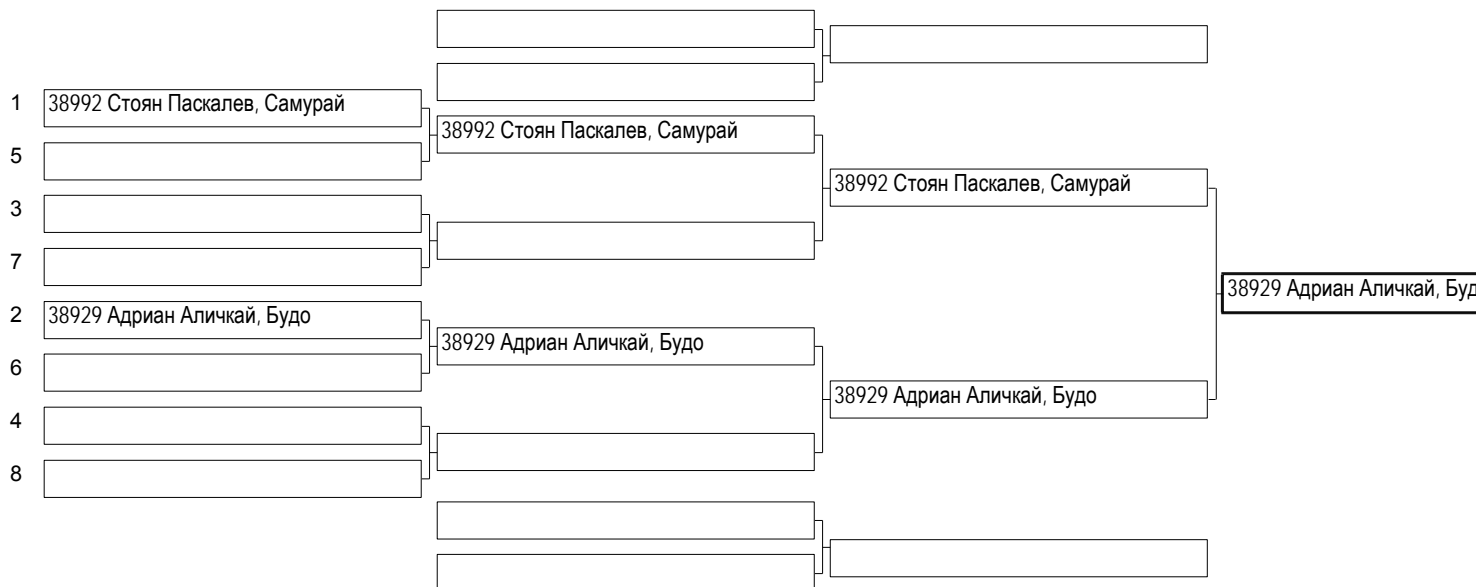 1 38992 Стоян Паскалев, Самурай
38992 Стоян Паскалев, Самурай
5
38992 Стоян Паскалев, Самурай
3
7
38929 Адриан Аличкай, Буд
2 38929 Адриан Аличкай, Будо
38929 Адриан Аличкай, Будо
6
38929 Адриан Аличкай, Будо
4
8